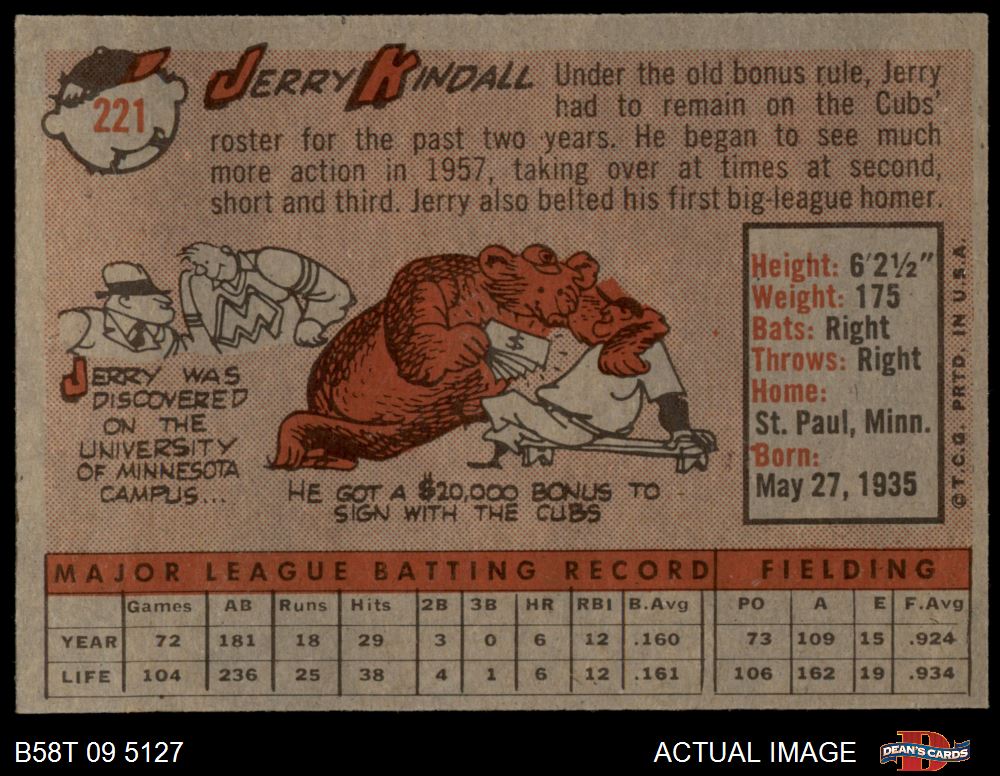 221
JERRY KINDALL
Under the old bonus rule, Jerry
had to remain on the Cubs'
roster for the past two years. He began to see much
more action in 1957, taking over at times at second,
short and third. Jerry also belted his first big-league homer.
JERRY WAS
DISCOVERED
ON THE
UNIVERSITY
OF MINNESOTA
CAMPUS...
$
HE GOT A $20,000 BONUS TO
SIGN WITH THE CUBS
Height: 6'2½"
Weight: 175
Bats: Right
Throws: Right
Home:
St. Paul, Minn.
Born:
May 27, 1935
© T.C.G. PRTD. IN U.S.A.
MAJOR LEAGUE BATTING RECORD FIELDING
Games AB Runs Hits 2B 3B HR RBI B.Avg PO A E F.Avg
YEAR 72 181 18 29 3 0 6 12 .160 73 109 15 .924
LIFE 104 236 25 38 4 1 6 12 .161 106 162 19 .934
B58T 09 5127 ACTUAL IMAGE DEAN'S CARDS